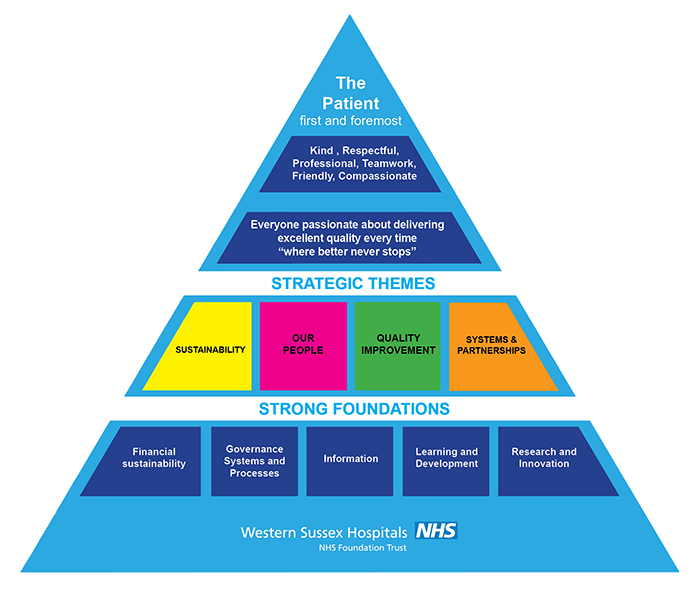 The
Patient
first and foremost
Kind , Respectful,
Professional, Teamwork,
Friendly, Compassionate
Everyone passionate about delivering
excellent quality every time
“where better never stops”
STRATEGIC THEMES
SUSTAINABILITY
OUR
PEOPLE
QUALITY
IMPROVEMENT
SYSTEMS &
PARTNERSHIPS
STRONG FOUNDATIONS
Financial
sustainability
Governance
Systems and
Processes
Information
Learning and
Development
Research and
Innovation
Western Sussex Hospitals NHS
NHS Foundation Trust